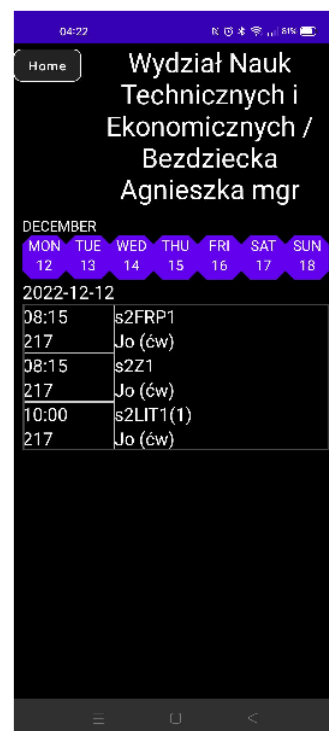 04:22
81%
Home
Wydział Nauk
Technicznych i
Ekonomicznych /
Bezdziecka
Agnieszka mgr
DECEMBER
MON TUE WED THU FRI SAT SUN
12 13 14 15 16 17 18
2022-12-12
08:15 s2FRP1
217 Jo (ćw)
08:15 s2Z1
217 Jo (ćw)
10:00 s2LIT1(1)
217 Jo (ćw)